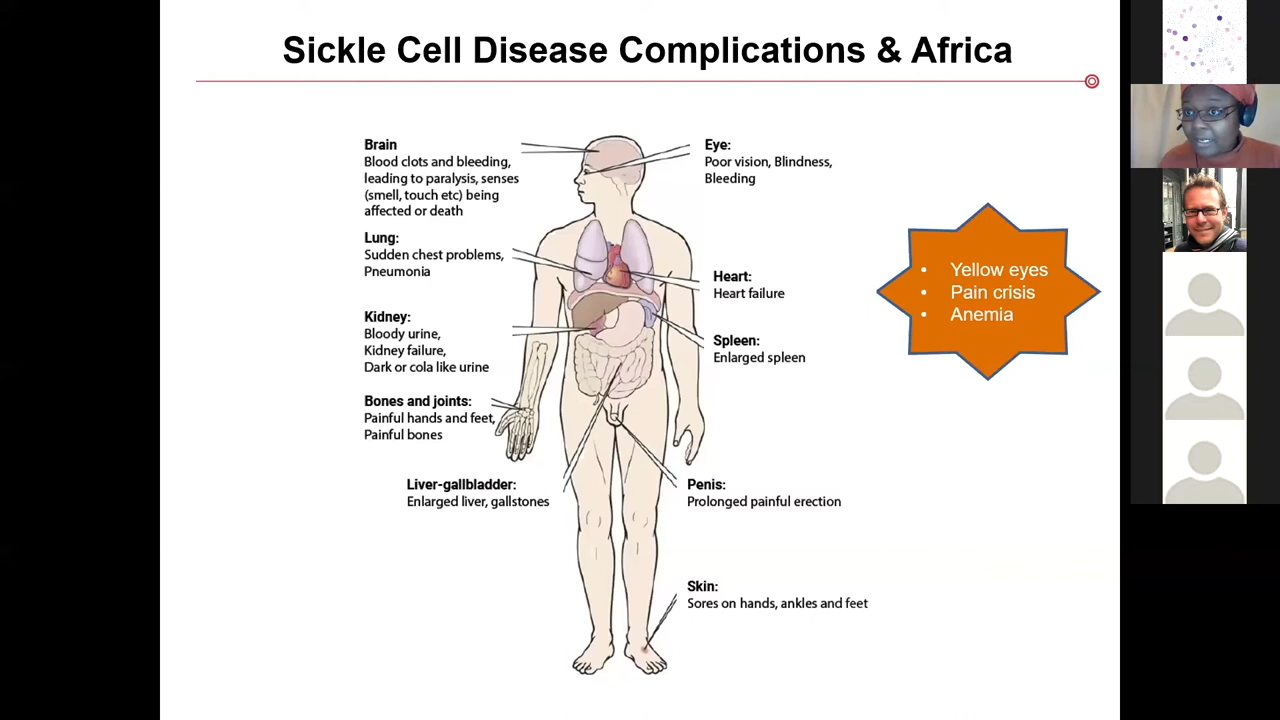 Sickle Cell Disease Complications & Africa
Brain
Blood clots and bleeding,
leading to paralysis, senses
(smell, touch etc) being
affected or death
Eye:
Poor vision, Blindness,
Bleeding
Lung:
Sudden chest problems,
Pneumonia
Heart:
Heart failure
Kidney:
Bloody urine,
Kidney failure,
Dark or cola like urine
Spleen:
Enlarged spleen
Bones and joints:
Painful hands and feet,
Painful bones
Liver-gallbladder:
Enlarged liver, gallstones
Penis:
Prolonged painful erection
Skin:
Sores on hands, ankles and feet
• Yellow eyes
• Pain crisis
• Anemia